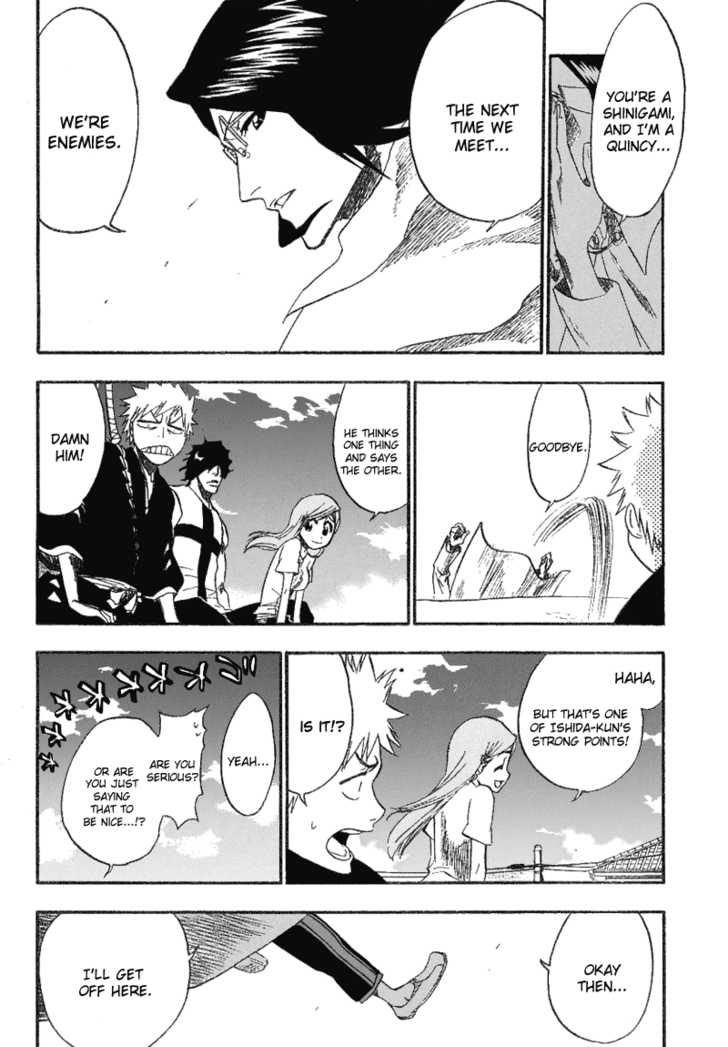 YOU'RE A
SHINIGAMI,
AND I'M A
QUINCY...
THE NEXT
TIME WE
MEET...
WE'RE
ENEMIES.
GOODBYE.
HE THINKS
ONE THING
AND SAYS
THE OTHER.
DAMN
HIM!
HAHA,
BUT THAT'S ONE
OF ISHIDA-KUN'S
STRONG POINTS!
IS IT!?
YEAH...
ARE YOU
SERIOUS?
OR ARE
YOU JUST
SAYING
THAT TO
BE NICE...!?
OKAY
THEN...
I'LL GET
OFF HERE.